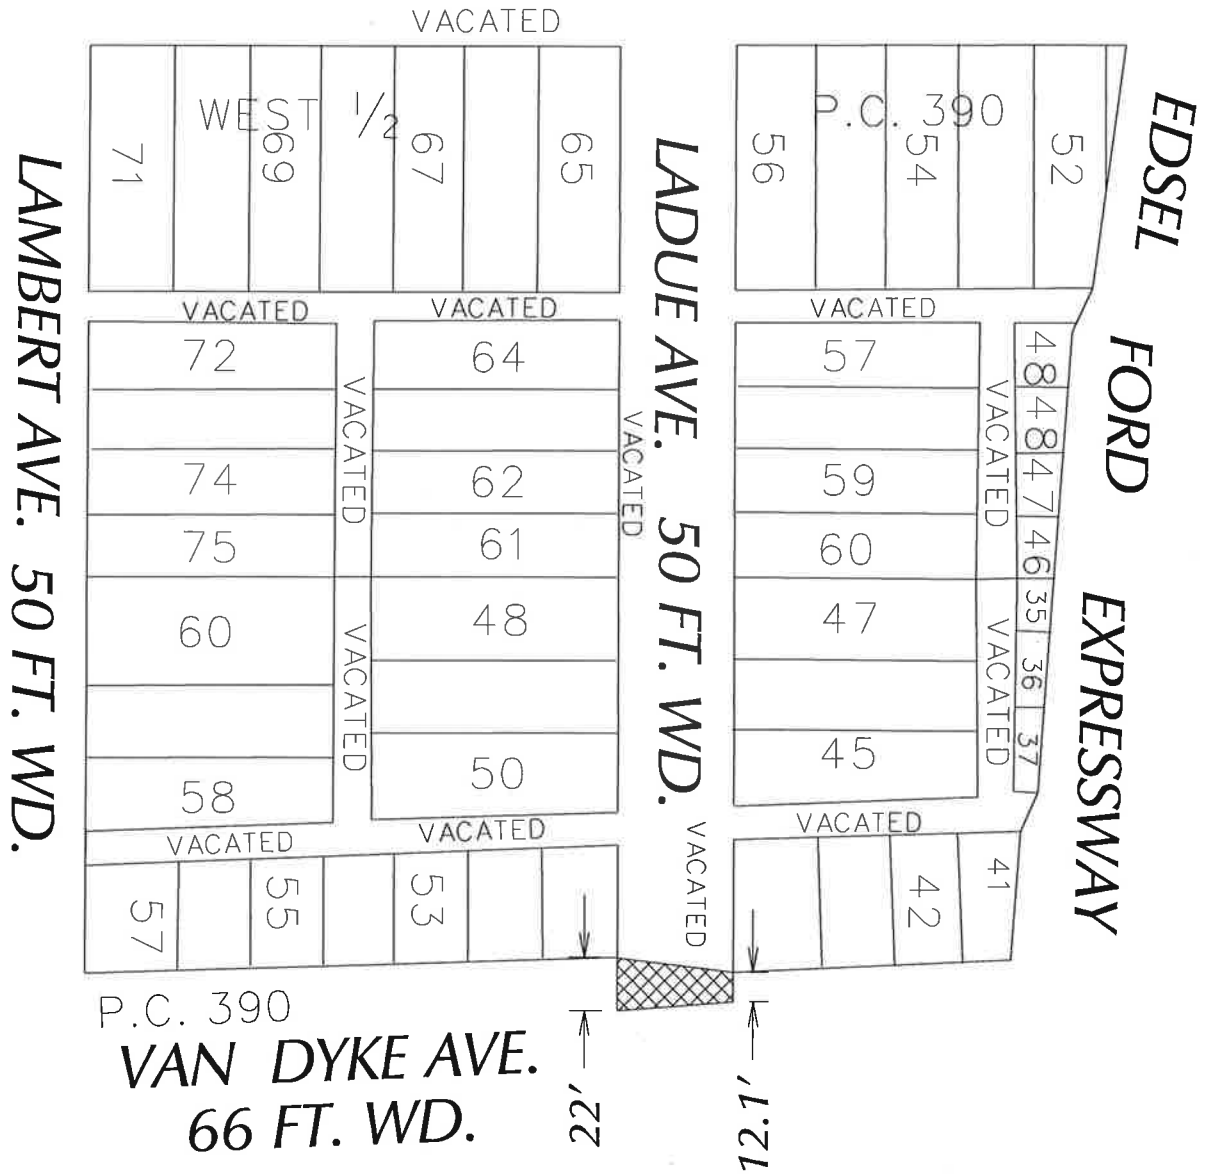 VACATED
WEST 1/2
P.C. 390
71
69
67
65
56
54
52
EDSEL FORD EXPRESSWAY
LAMBERT AVE. 50 FT. WD.
LADUE AVE. 50 FT. WD.
VACATED
VACATED
VACATED
72
64
57
48
48
74
62
59
47
75
61
60
46
VACATED
VACATED
VACATED
60
48
47
35
36
37
VACATED
VACATED
58
50
45
VACATED
VACATED
VACATED
VACATED
57
55
53
42
41
P.C. 390
VAN DYKE AVE.
66 FT. WD.
22'
12.1'